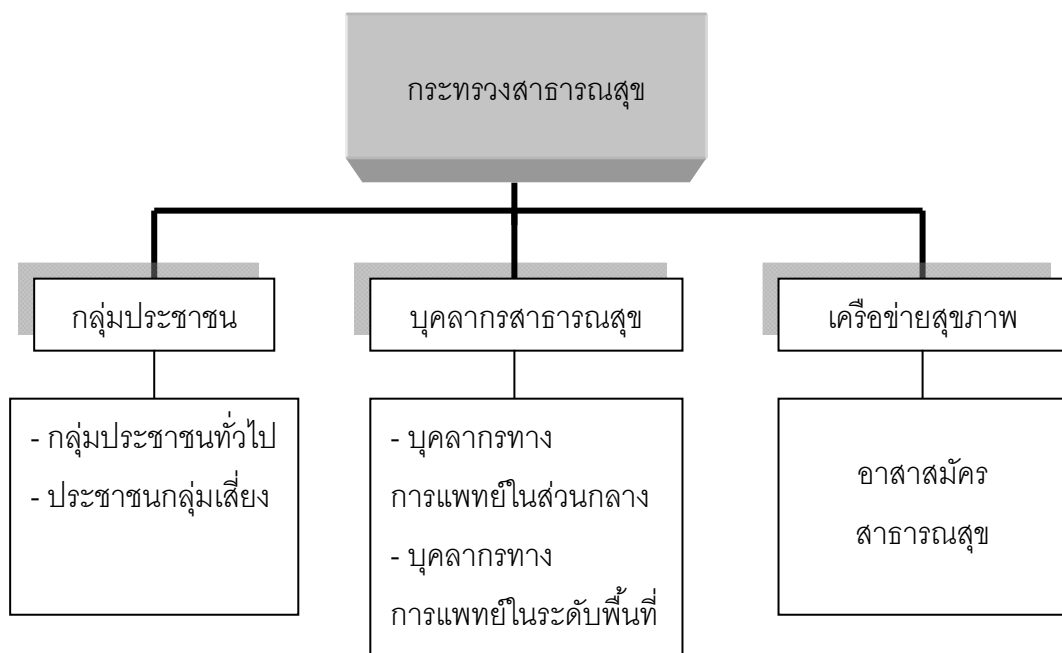 กระทรวงสาธารณสุข
กลุ่มประชาชน
บุคลากรสาธารณสุข
เครือข่ายสุขภาพ
- กลุ่มประชาชนทั่วไป
- ประชาชนกลุ่มเสี่ยง
- บุคลากรทาง
การแพทย์ในส่วนกลาง
- บุคลากรทาง
การแพทย์ในระดับพื้นที่
อาสาสมัคร
สาธารณสุข